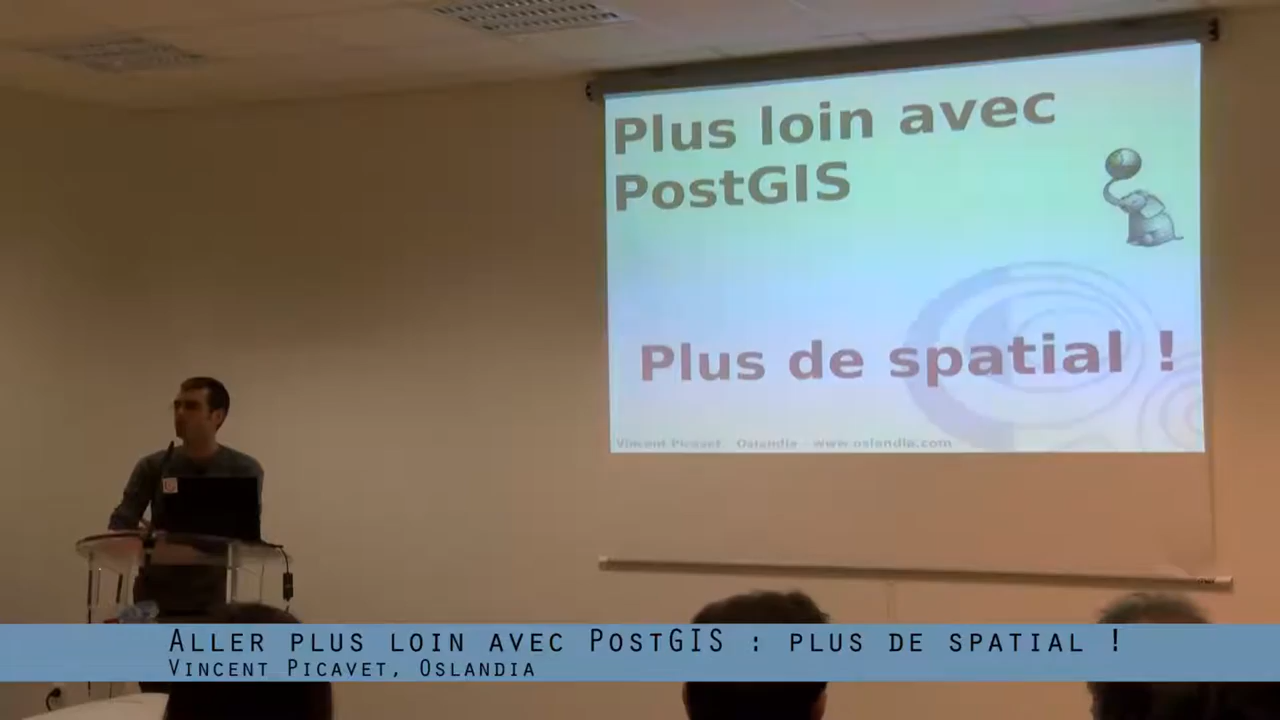 Plus loin avec
PostGIS
Plus de spatial !
Vincent Picavet - Oslandia - www.oslandia.com
Aller plus loin avec PostGIS : plus de spatial !
Vincent Picavet, Oslandia